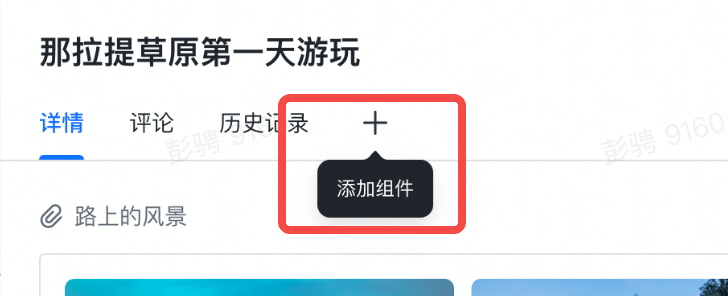 那拉提草原第一天游玩
详情 评论 历史记录 +
彭骋 9160 彭骋 9160
添加组件
路上的风景